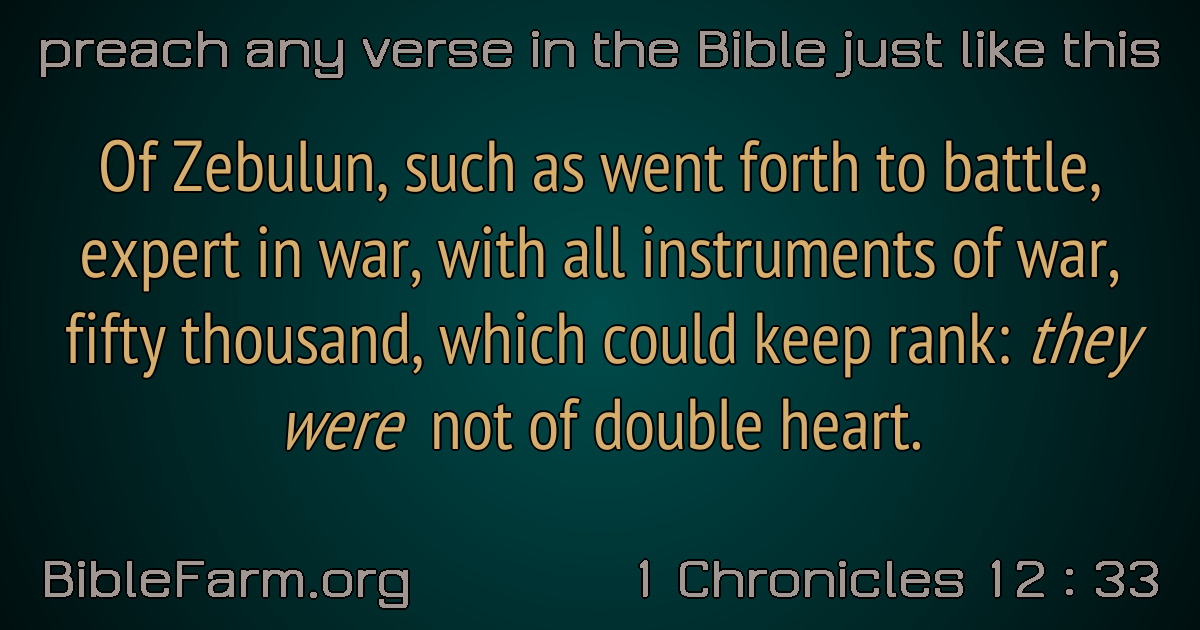 preach any verse in the Bible just like this
Of Zebulun, such as went forth to battle,
expert in war, with all instruments of war,
fifty thousand, which could keep rank: they
were not of double heart.
BibleFarm.org
1 Chronicles 12 : 33